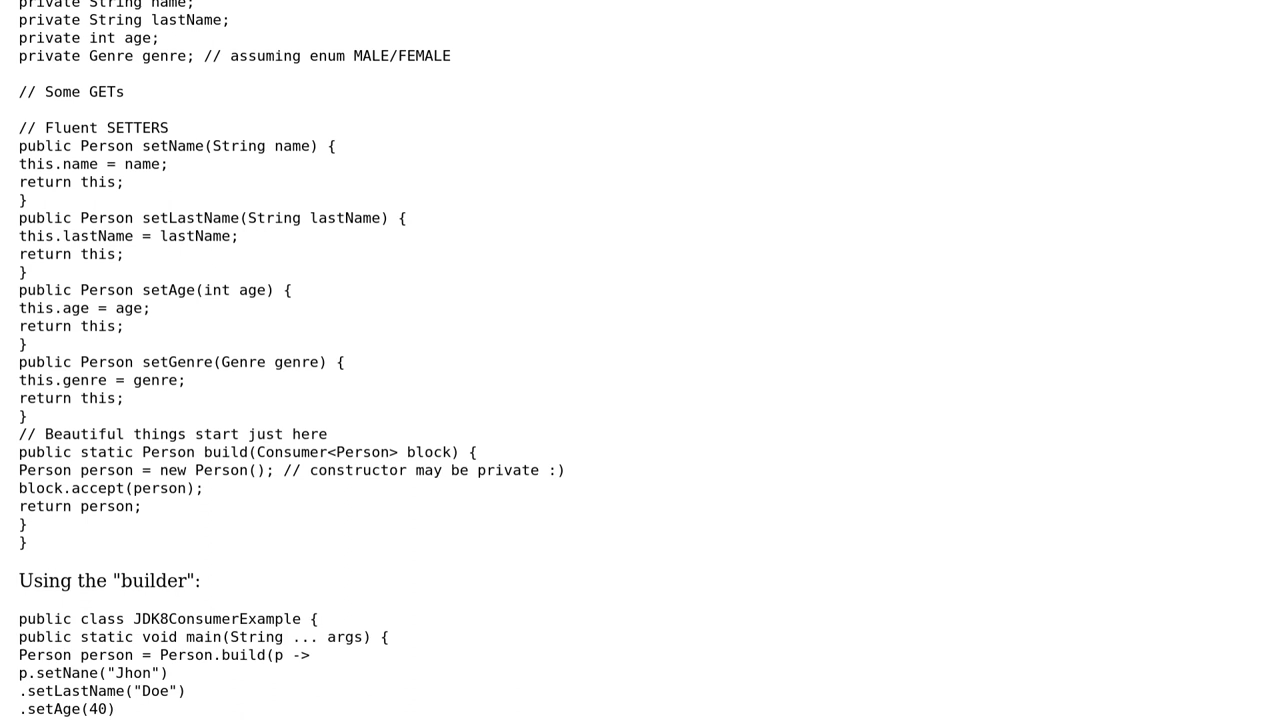 private String name;
private String lastName;
private int age;
private Genre genre; // assuming enum MALE/FEMALE
// Some GETs
// Fluent SETTERS
public Person setName(String name) {
this.name = name;
return this;
}
public Person setLastName(String lastName) {
this.lastName = lastName;
return this;
}
public Person setAge(int age) {
this.age = age;
return this;
}
public Person setGenre(Genre genre) {
this.genre = genre;
return this;
}
// Beautiful things start just here
public static Person build(Consumer<Person> block) {
Person person = new Person(); // constructor may be private :)
block.accept(person);
return person;
}
}
Using the "builder":
public class JDK8ConsumerExample {
public static void main(String ... args) {
Person person = Person.build(p ->
p.setNane("Jhon")
.setLastName("Doe")
.setAge(40)